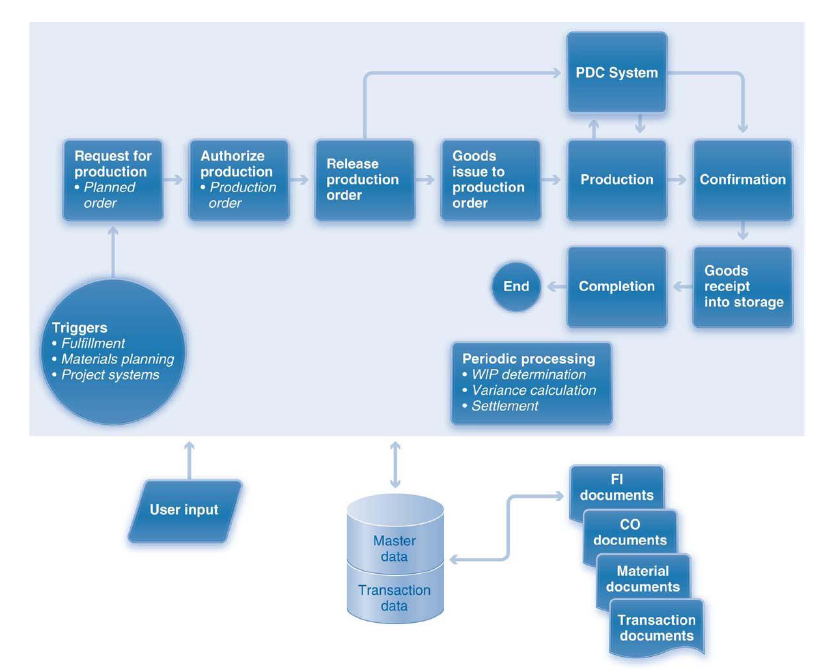 PDC System
Request for
production
• Planned
order
Authorize
production
• Production
order
Release
production
order
Goods
issue to
production
order
Production
Confirmation
End
Completion
Goods
receipt
into storage
Triggers
• Fulfillment
• Materials planning
• Project systems
Periodic processing
• WIP determination
• Variance calculation
• Settlement
User input
Master
data
Transaction
data
FI
documents
CO
documents
Material
documents
Transaction
documents